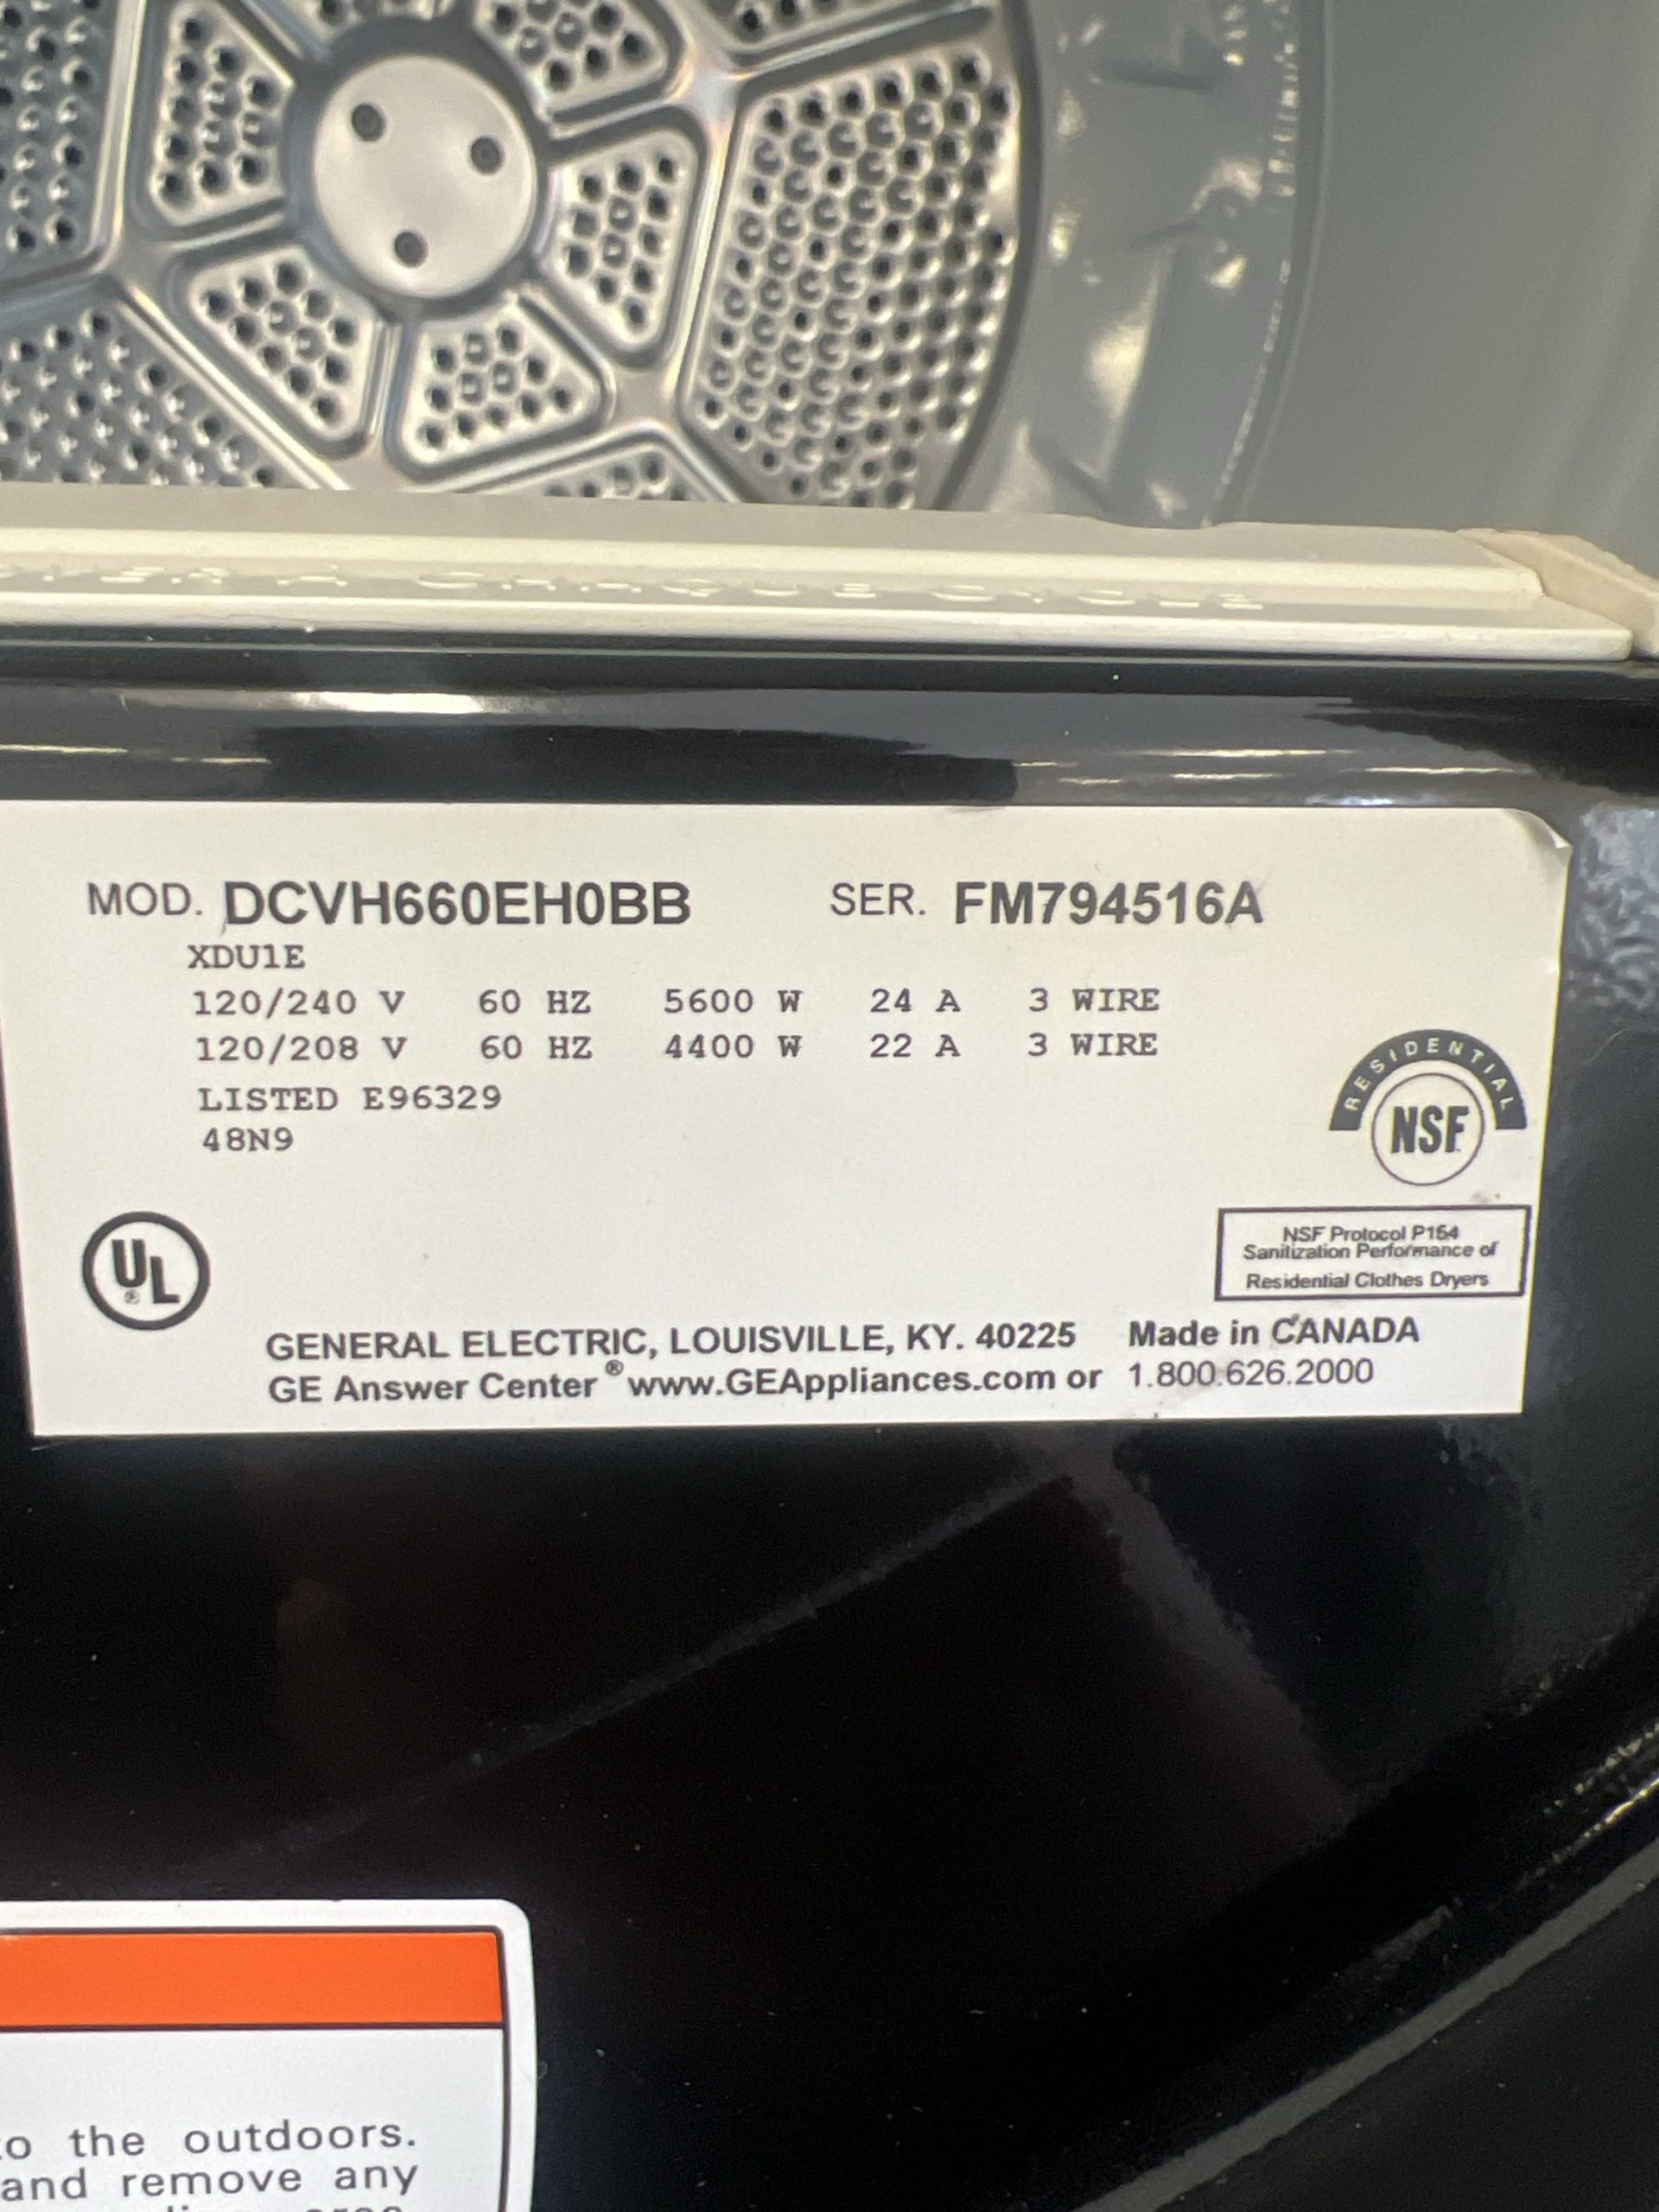 MOD. DCVH660EH0BB SER. FM794516A
XDU1E
120/240 V 60 HZ 5600 W 24 A 3 WIRE
120/208 V 60 HZ 4400 W 22 A 3 WIRE
LISTED E96329
48N9
RESIDENTIAL
NSF
UL
®
NSF Protocol P154
Sanitization Performance of
Residential Clothes Dryers
GENERAL ELECTRIC, LOUISVILLE, KY. 40225 Made in CANADA
GE Answer Center® www.GEAppliances.com or 1.800.626.2000
the outdoors.
and remove any